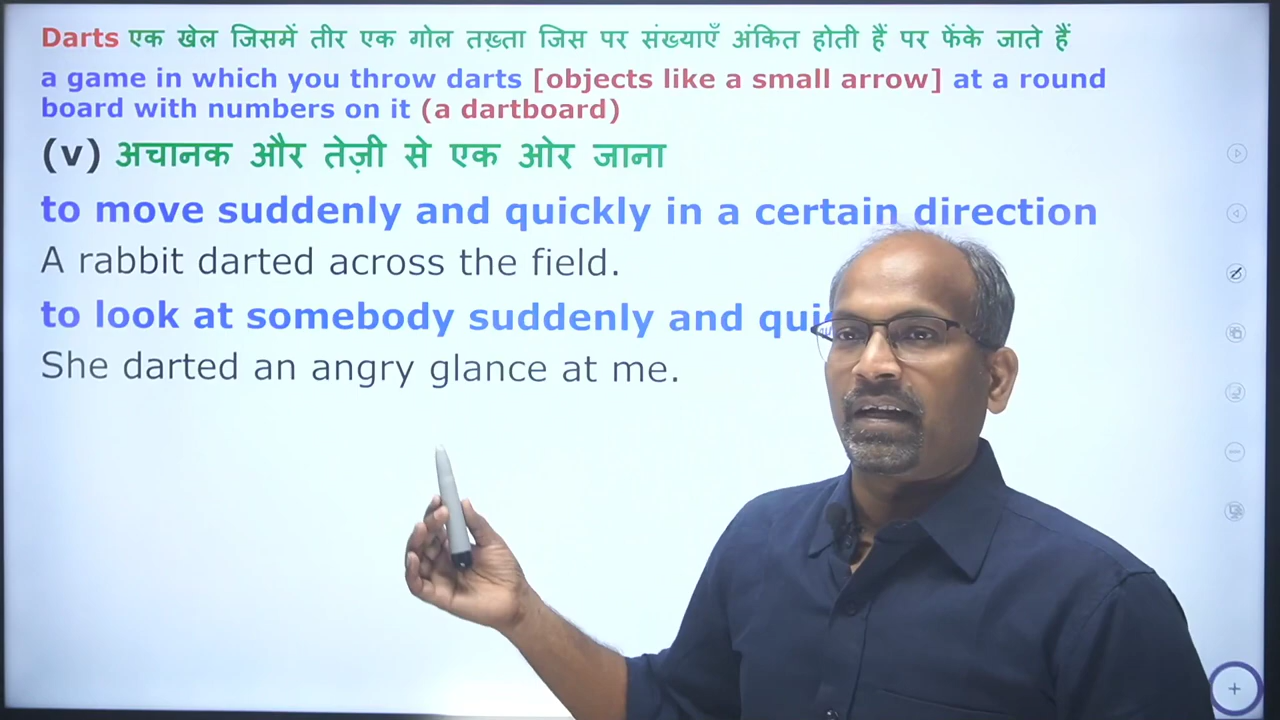 Darts एक खेल जिसमें तीर एक गोल तख़्ता जिस पर संख्याएँ अंकित होती हैं पर फेंके जाते हैं
a game in which you throw darts [objects like a small arrow] at a round
board with numbers on it (a dartboard)
(v) अचानक और तेज़ी से एक ओर जाना
to move suddenly and quickly in a certain direction
A rabbit darted across the field.
to look at somebody suddenly and
She darted an angry glance at me.